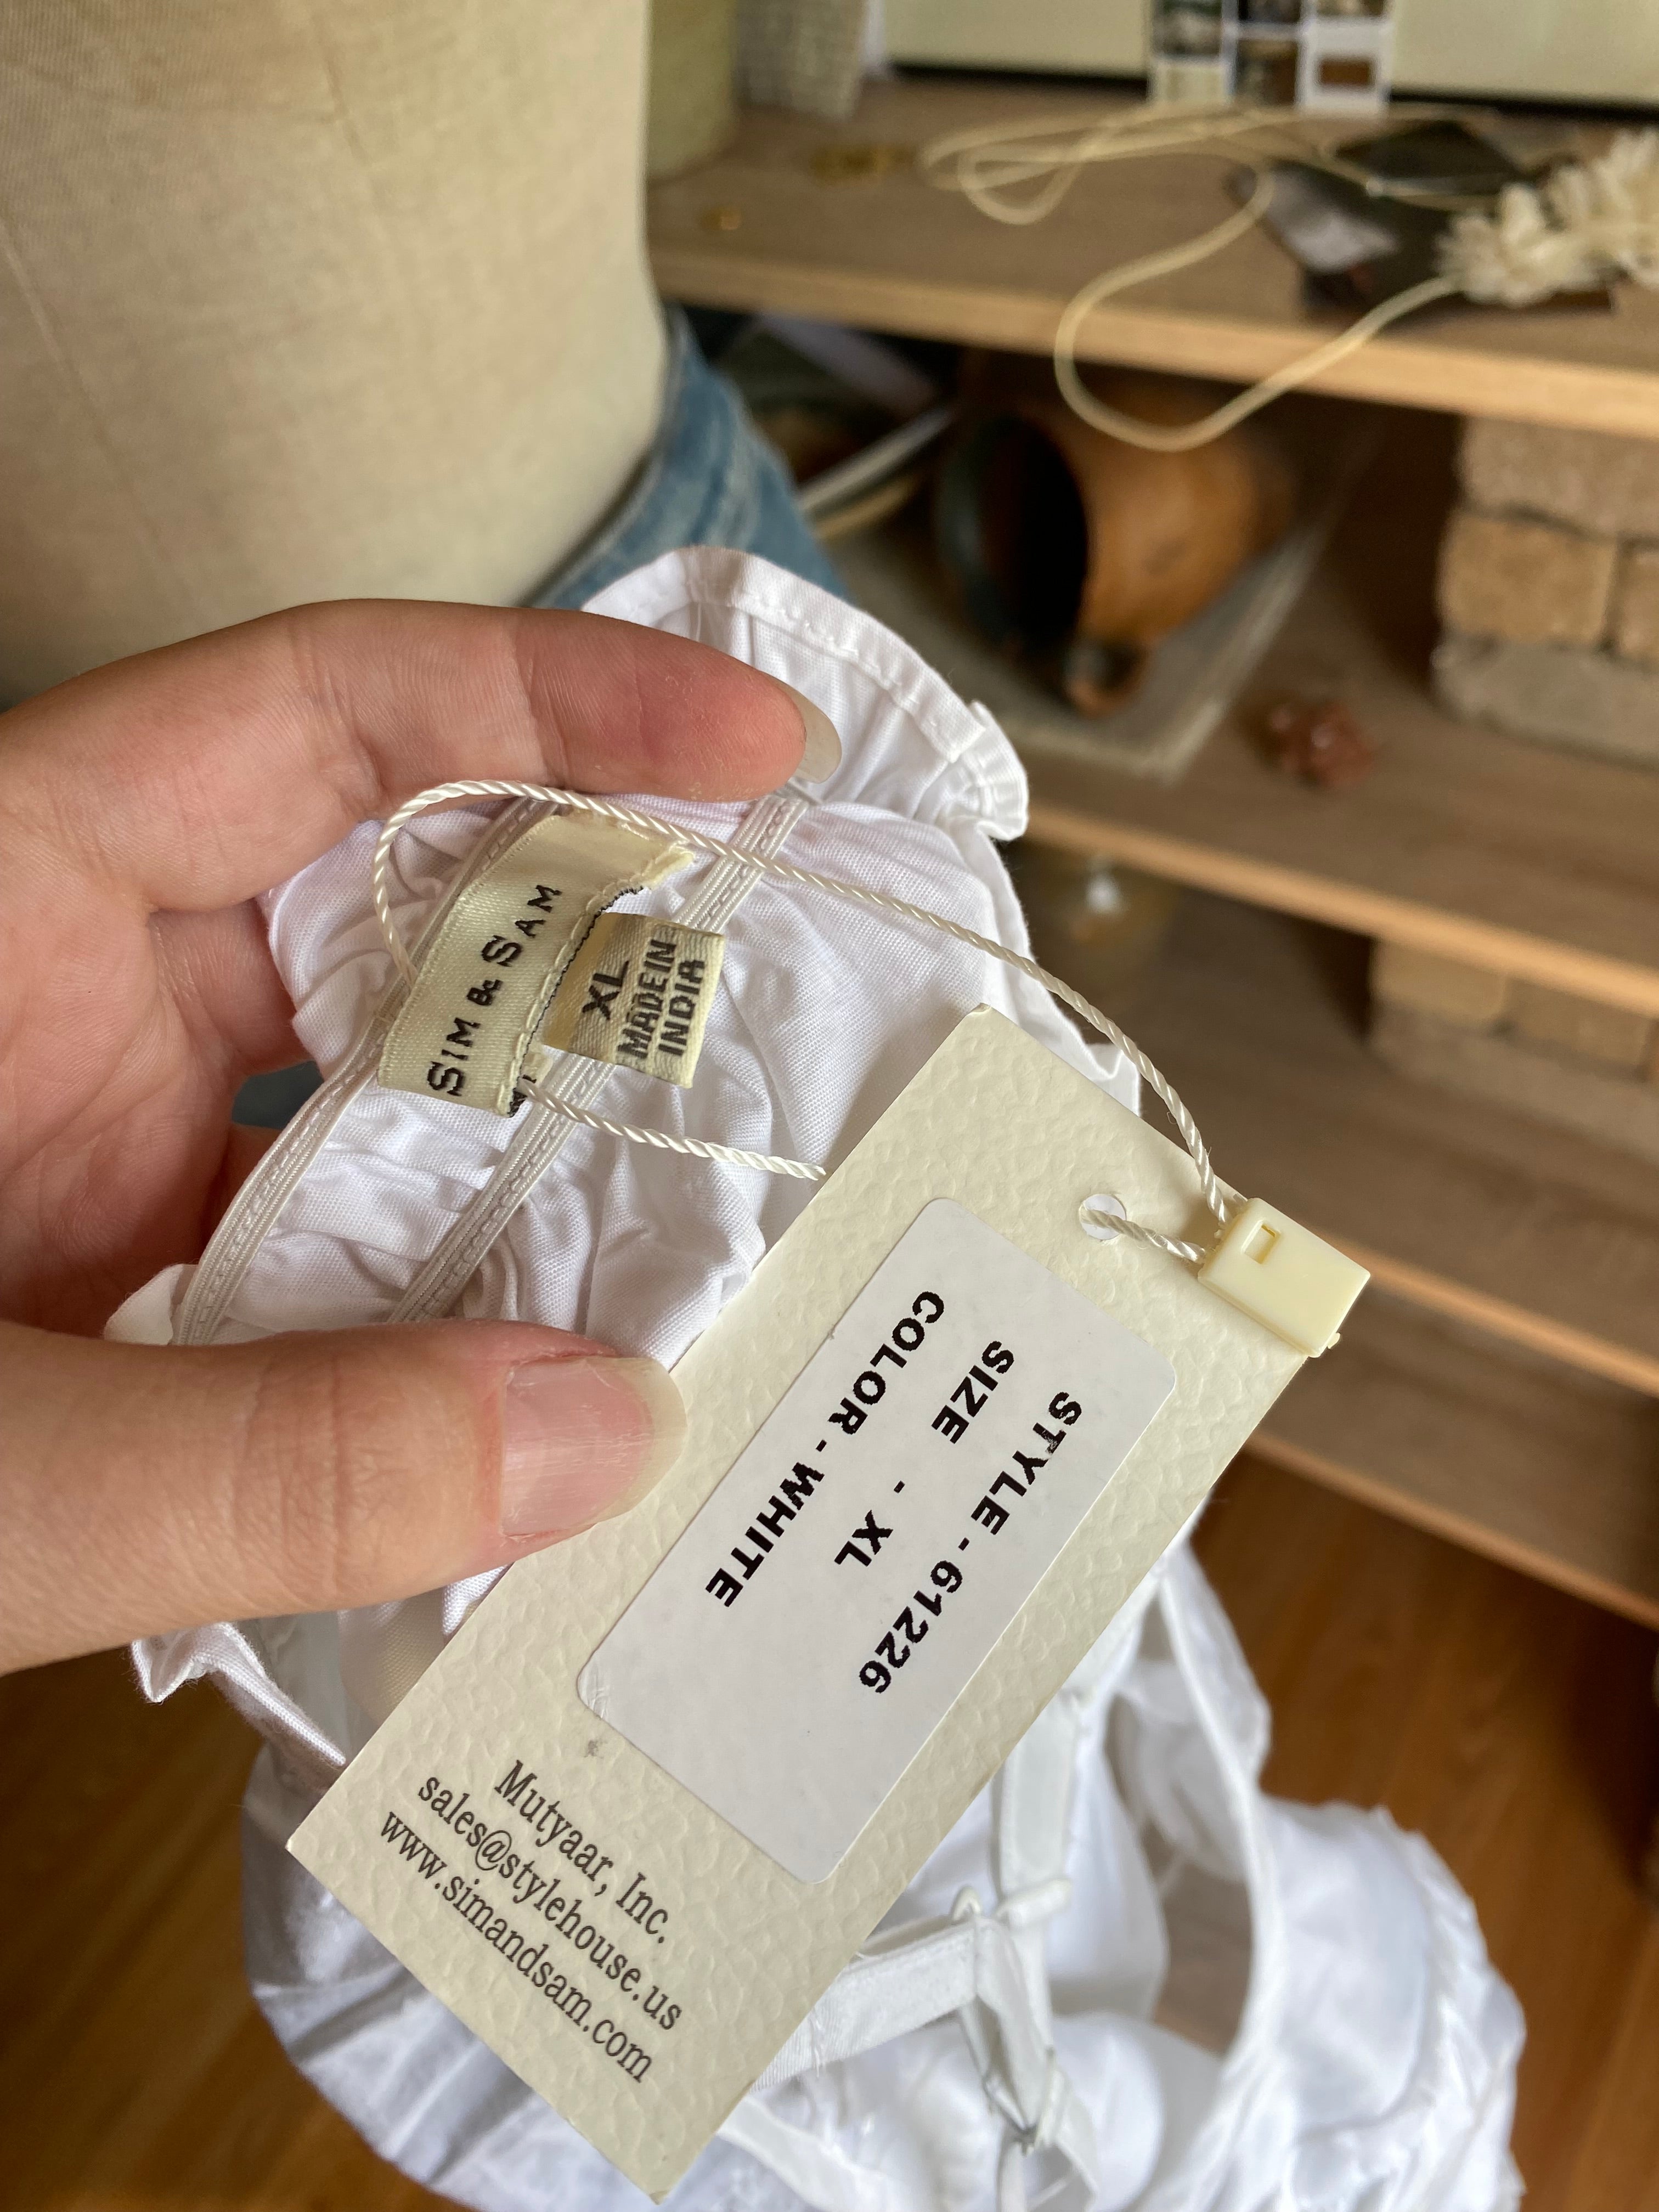 SIM & SAM
XL
MADE IN
INDIA
STYLE - 61226
SIZE - XL
COLOR - WHITE
Mutyaar, Inc.
sales@stylehouse.us
www.simandsam.com